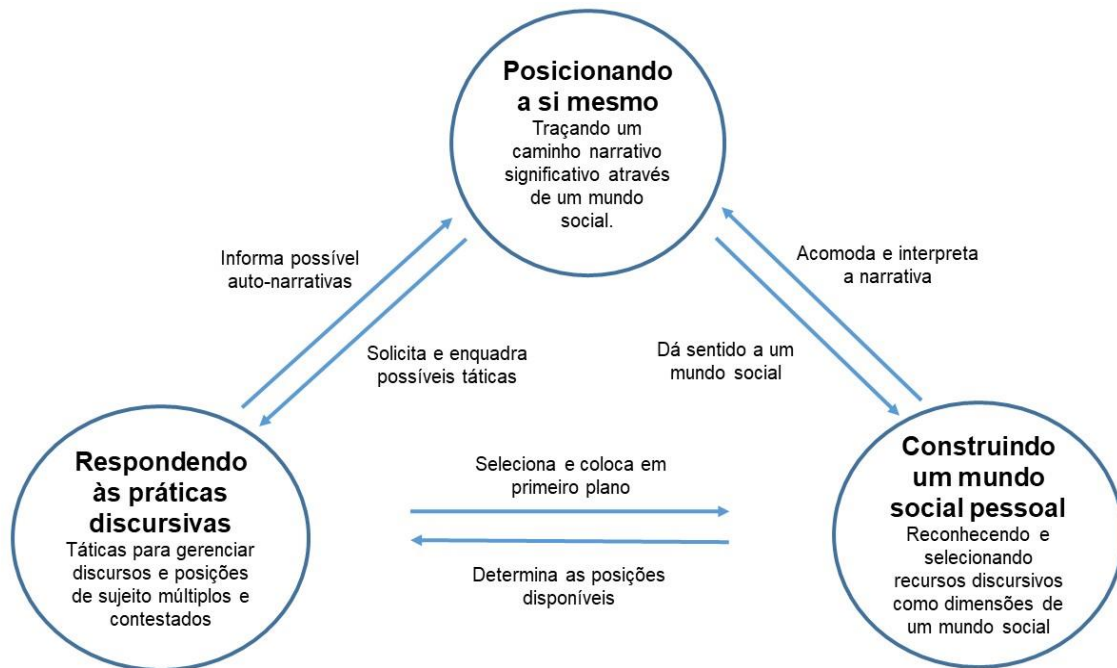 Posicionando
a si mesmo
Traçando um
caminho narrativo
significativo através
de um mundo
social.
Informa possível
auto-narrativas
Acomoda e interpreta
a narrativa
Solicita e enquadra
possíveis táticas
Dá sentido a um
mundo social
Respondendo
às práticas
discursivas
Táticas para gerenciar
discursos e posições
de sujeito múltiplos e
contestados
Seleciona e coloca em
primeiro plano
Determina as posições
disponíveis
Construindo
um mundo
social pessoal
Reconhecendo e
selecionando
recursos discursivos
como dimensões de
um mundo social